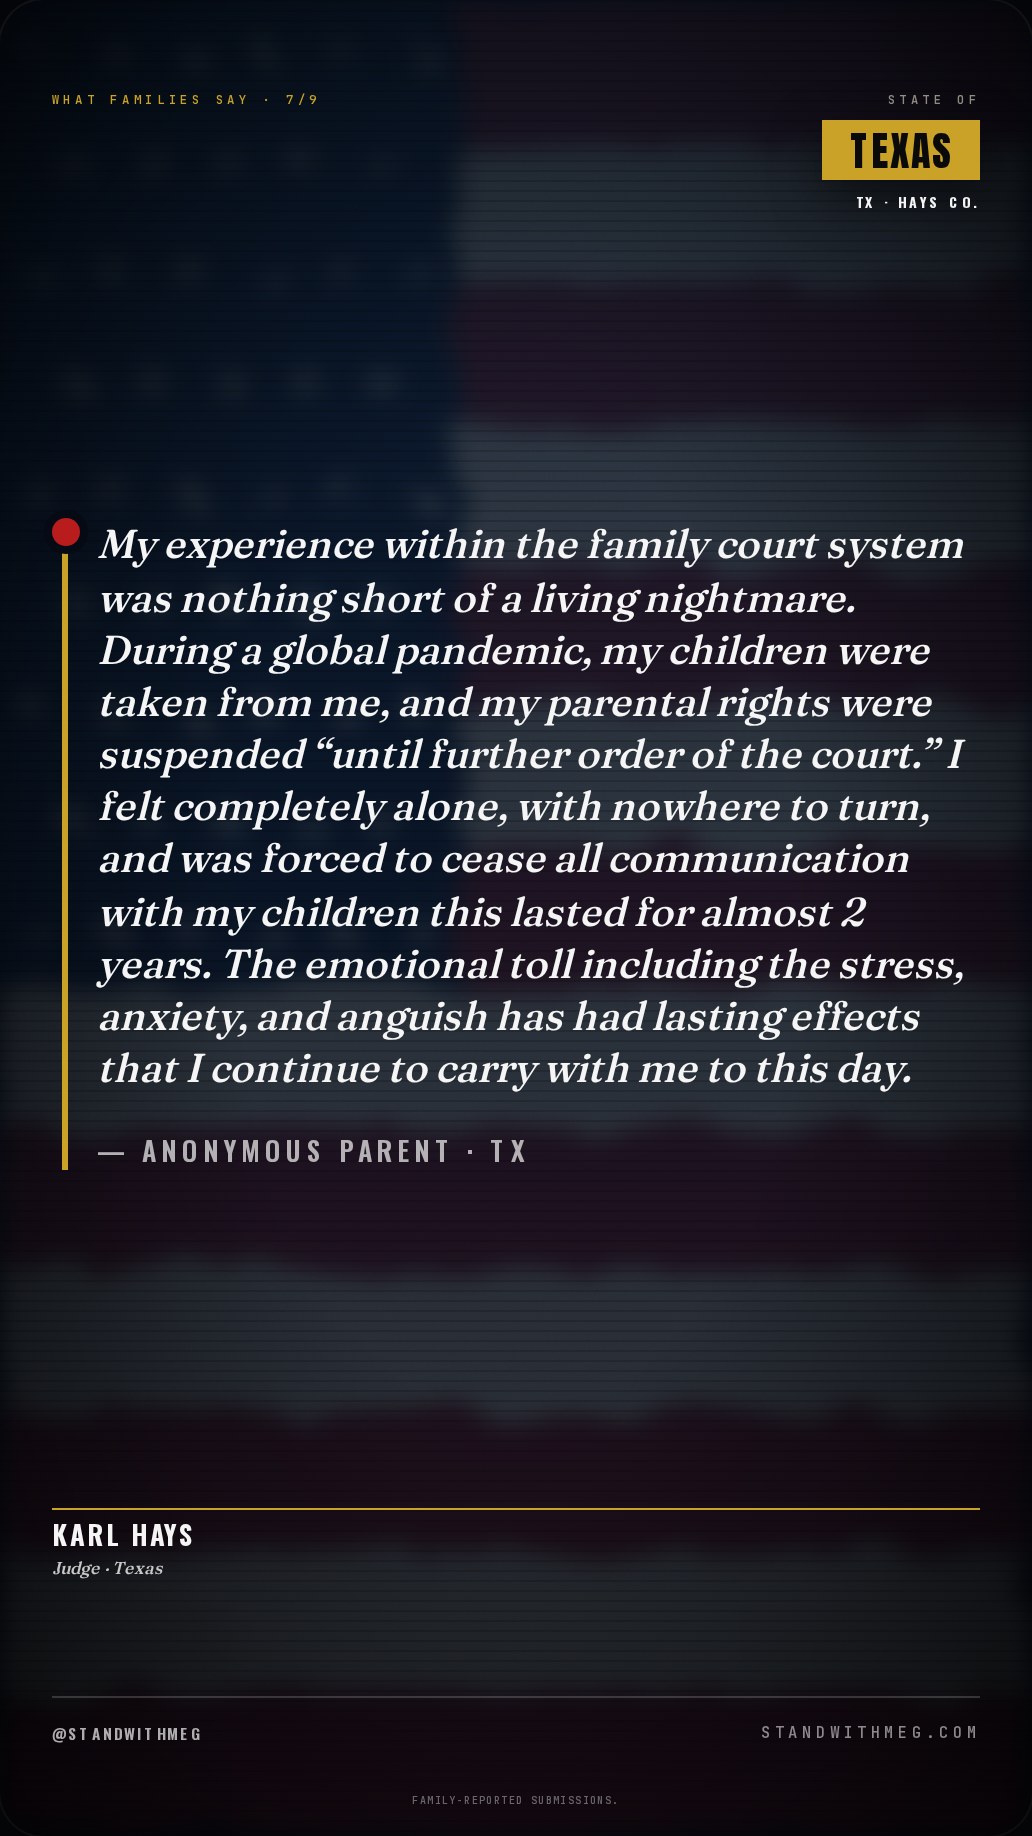 WHAT FAMILIES SAY · 7/9
STATE OF
TEXAS
TX · HAYS CO.
My experience within the family court system
was nothing short of a living nightmare.
During a global pandemic, my children were
taken from me, and my parental rights were
suspended “until further order of the court.” I
felt completely alone, with nowhere to turn,
and was forced to cease all communication
with my children this lasted for almost 2
years. The emotional toll including the stress,
anxiety, and anguish has had lasting effects
that I continue to carry with me to this day.
— ANONYMOUS PARENT · TX
KARL HAYS
Judge · Texas
@STANDWITHMEG
STANDWITHMEG.COM
FAMILY-REPORTED SUBMISSIONS.